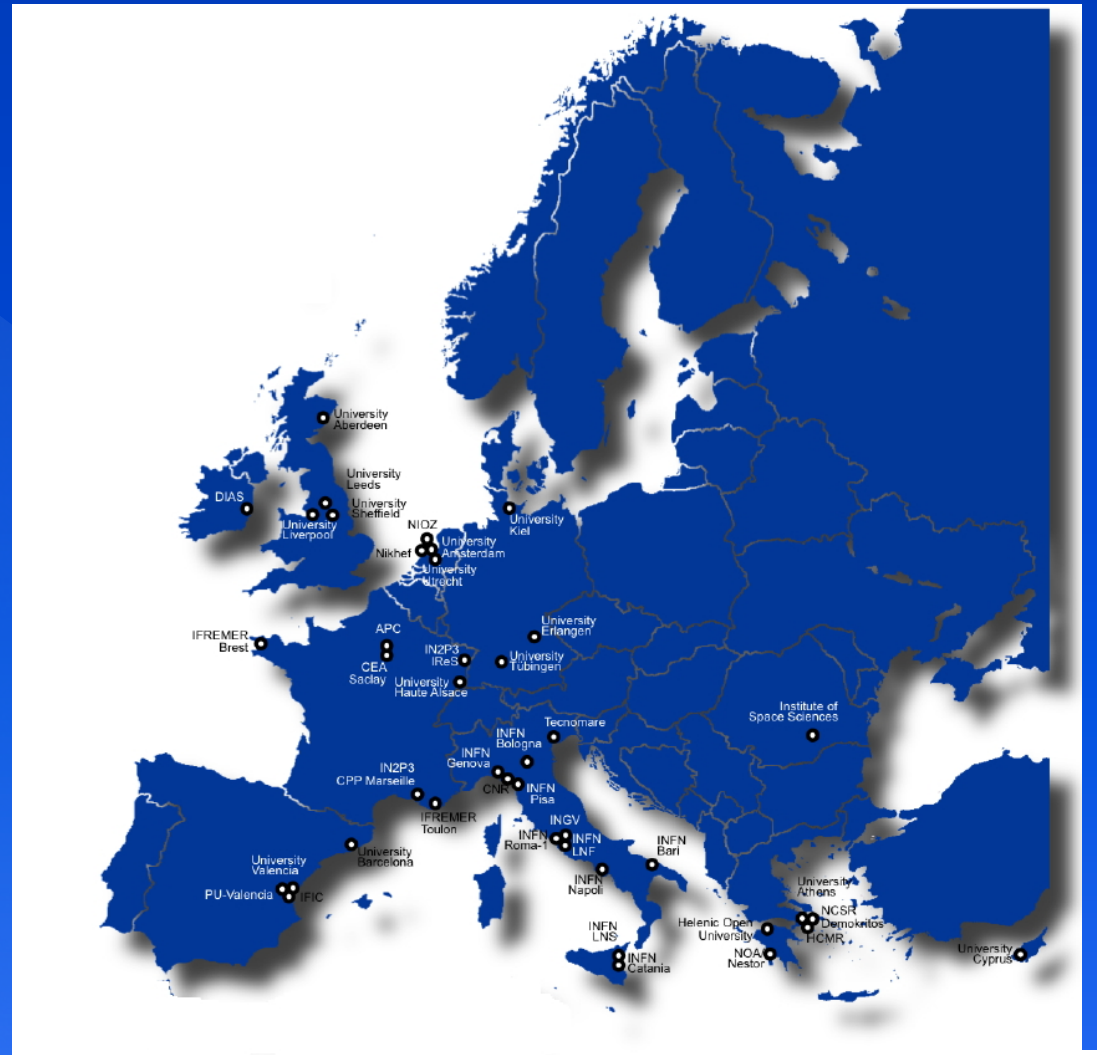 University
Aberdeen
University
Leeds
DIAS
University
Sheffield
University
Liverpool
NIOZ
University
Kiel
Nikhef
University
Amsterdam
University
Utrecht
IFREMER
Brest
APC
CEA
Saclay
IN2P3
IReS
University
Haute Alsace
University
Erlangen
University
Tübingen
Institute of
Space Sciences
Tecnomare
INFN
Bologna
INFN
Genova
CNR
INFN
Pisa
IN2P3
CPP Marseille
IFREMER
Toulon
INGV
INFN
Roma-1
INFN
LNF
INFN
Bari
INFN
Napoli
University
Barcelona
University
Valencia
PU-Valencia
IFIC
INFN
LNS
INFN
Catania
University
Athens
NCSR
Demokritos
HCMR
Helenic Open
University
NOA
Nestor
University
Cyprus